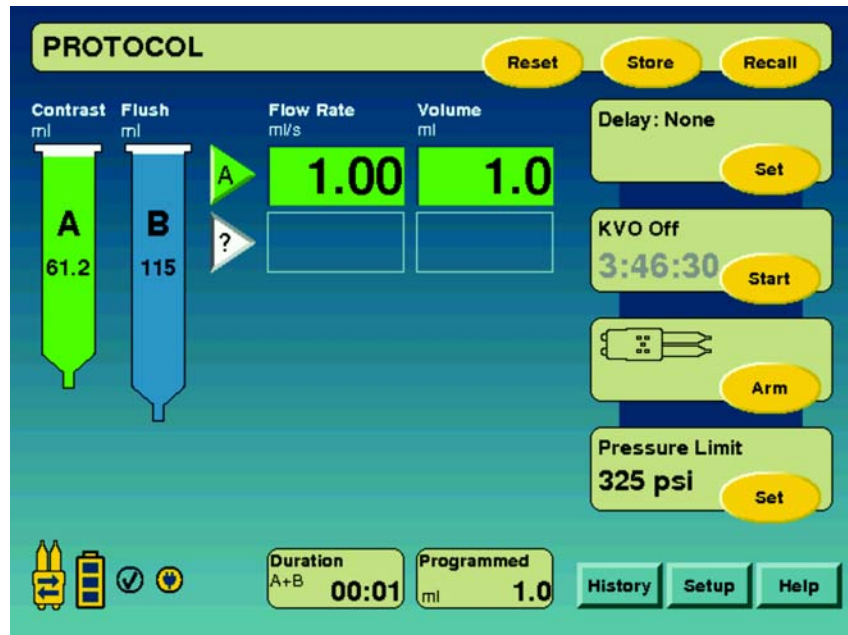 PROTOCOL
Reset
Store
Recall
Contrast Flush
ml ml
Flow Rate Volume
ml/s ml
A
B
61.2
115
A
1.00 1.0
?
Delay: None
Set
KVO Off
3:46:30
Start
Arm
Pressure Limit
325 psi
Set
Duration
A+B
00:01
Programmed
ml 1.0
History
Setup
Help